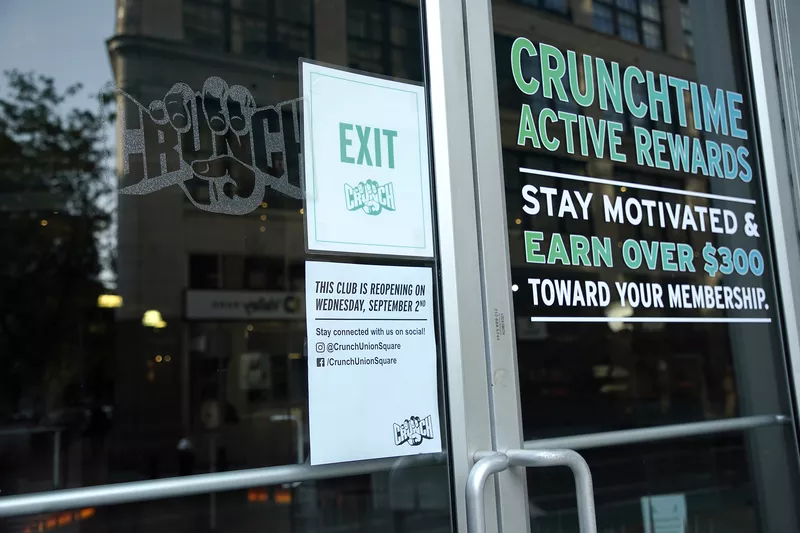 CRUNCH
EXIT
CRUNCH
THIS CLUB IS REOPENING ON
WEDNESDAY, SEPTEMBER 2ND
Stay connected with us on social!
@CrunchUnionSquare
/CrunchUnionSquare
CRUNCH
CRUNCHTIME
ACTIVE REWARDS
STAY MOTIVATED &
EARN OVER $300
TOWARD YOUR MEMBERSHIP.
Valley